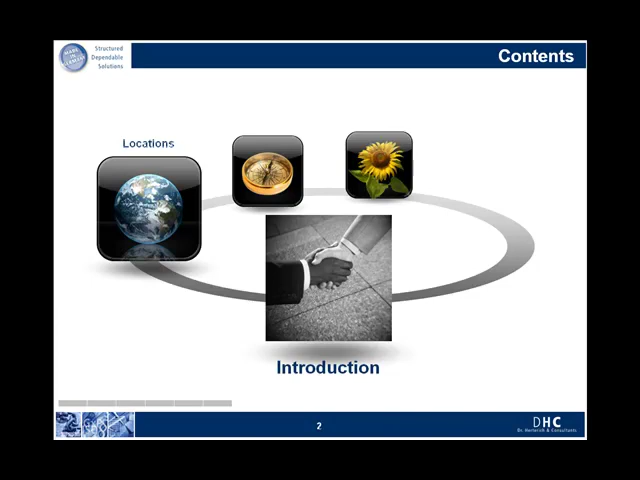 Structured
Dependable
Solutions
Contents
Locations
Introduction
2
DHC
Dr. Herterich & Consultants